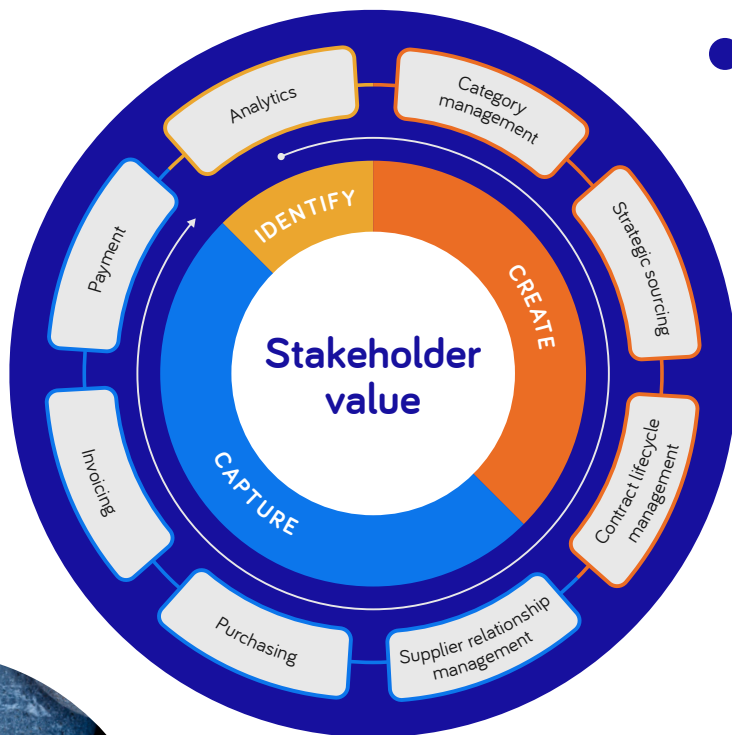 Stakeholder
value
IDENTIFY
CREATE
CAPTURE
Analytics
Category
management
Strategic sourcing
Contract lifecycle
management
Supplier relationship
management
Purchasing
Invoicing
Payment